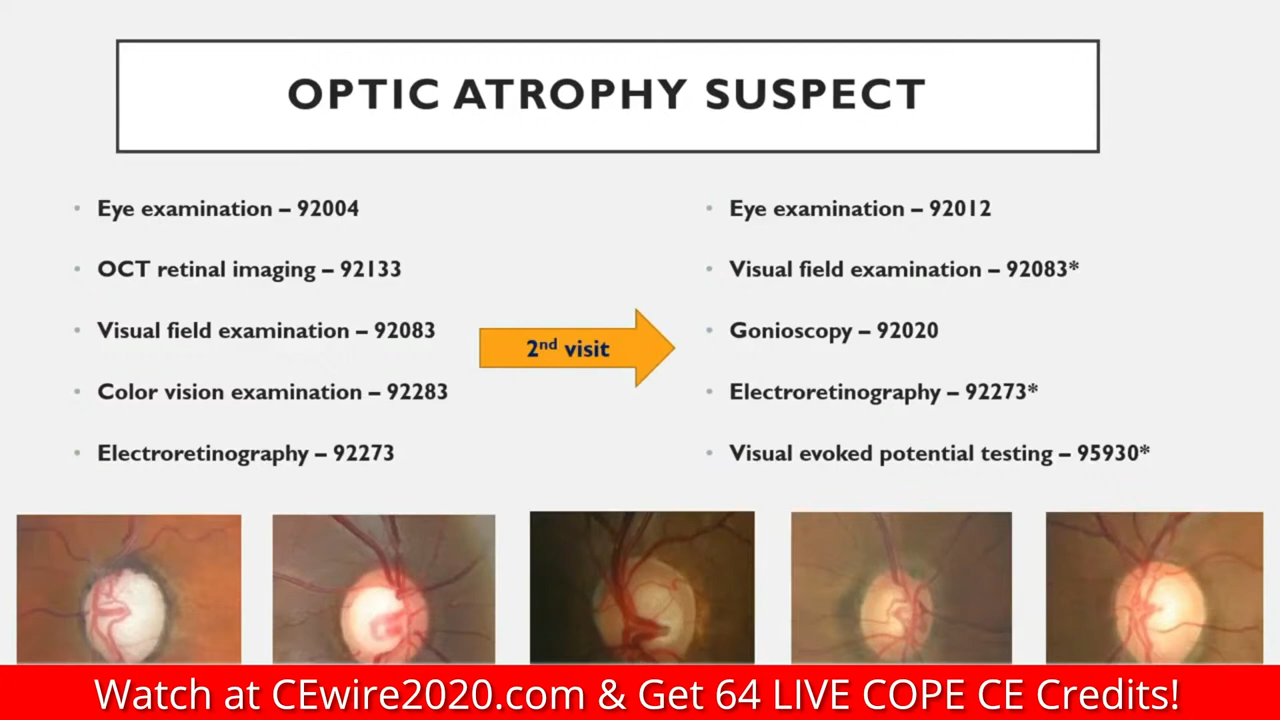 OPTIC ATROPHY SUSPECT
• Eye examination – 92004
• OCT retinal imaging – 92133
• Visual field examination – 92083
• Color vision examination – 92283
• Electroretinography – 92273
2nd visit
• Eye examination – 92012
• Visual field examination – 92083*
• Gonioscopy – 92020
• Electroretinography – 92273*
• Visual evoked potential testing – 95930*
Watch at CEwire2020.com & Get 64 LIVE COPE CE Credits!